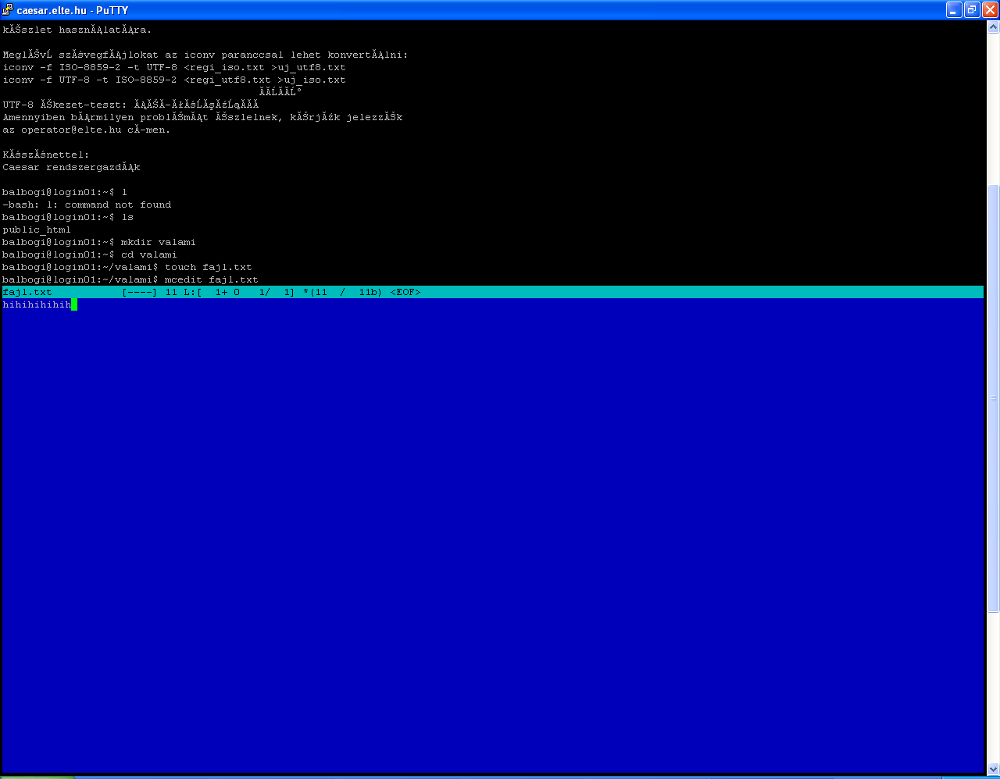 caesar.elte.hu - PuTTY
kĂŠszlet hasznĂĄlatĂĄra.
MeglĂŠvĹ szĂśvegfĂĄjlokat az iconv paranccsal lehet konvertĂĄlni:
iconv -f ISO-8859-2 -t UTF-8 <regi_iso.txt >uj_utf8.txt
iconv -f UTF-8 -t ISO-8859-2 <regi_utf8.txt >uj_iso.txt
ĂĂĹĂĂĹ°
UTF-8 ĂŠkezet-teszt: ĂĄĂŠĂ-ĂłĂśĹĂşĂźĹąĂĂĂ
Amennyiben bĂĄrmilyen problĂŠmĂĄt ĂŠszlelnek, kĂŠrjĂźk jelezzĂŠk
az operator@elte.hu cĂ-men.
KĂśszĂśnettel:
Caesar rendszergazdĂĄk
balbogi@login01:~$ l
-bash: l: command not found
balbogi@login01:~$ ls
public_html
balbogi@login01:~$ mkdir valami
balbogi@login01:~$ cd valami
balbogi@login01:~/valami$ touch fajl.txt
balbogi@login01:~/valami$ mcedit fajl.txt
fajl.txt [----] 11 L:[ 1+ 0 1/ 1] *(11 / 11b) <EOF>
hihihihihih